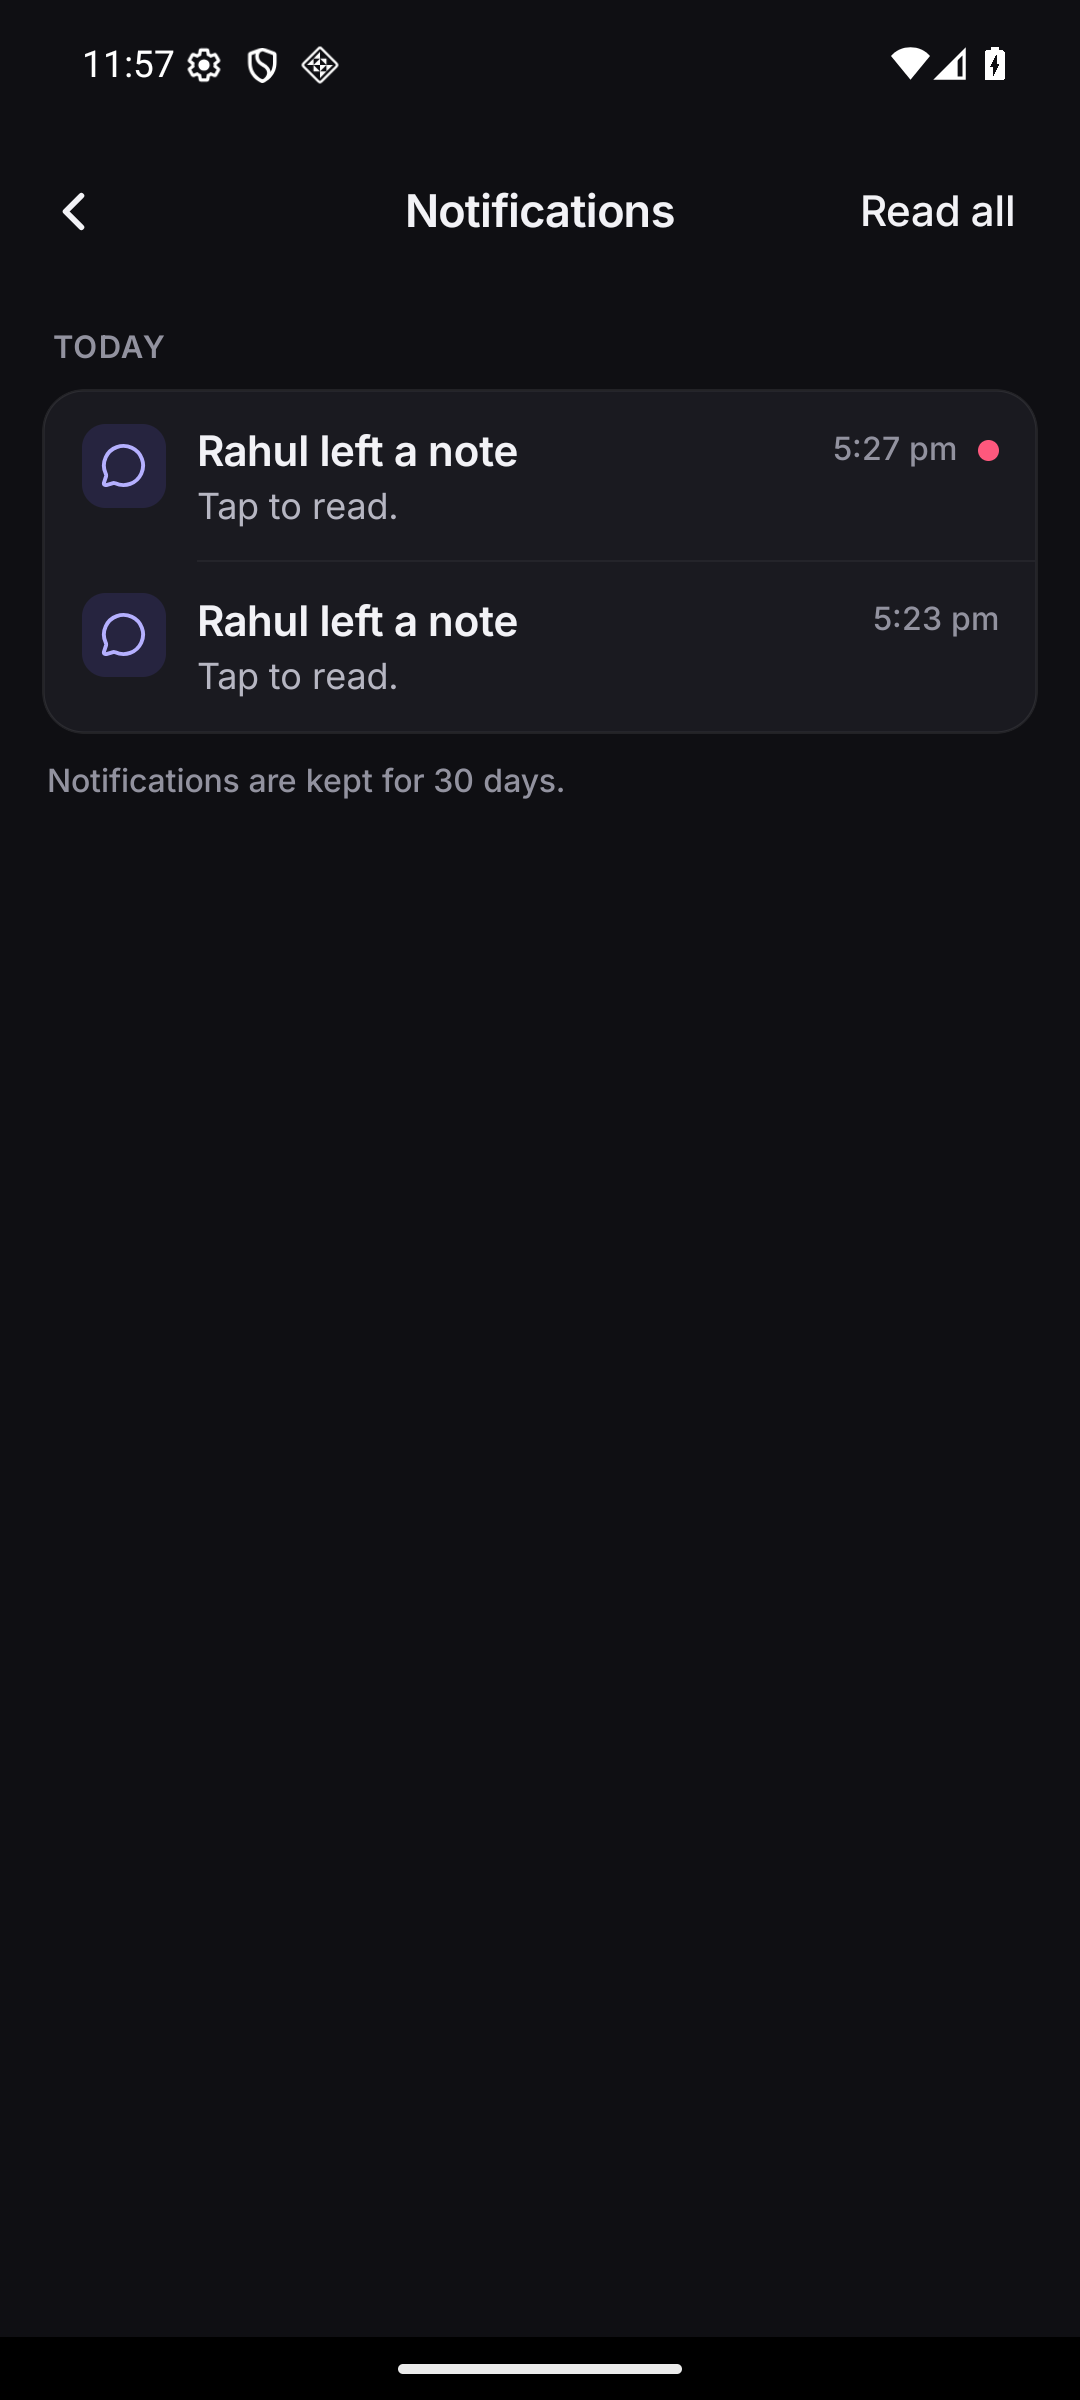 11:57
Notifications
Read all
TODAY
Rahul left a note
5:27 pm
Tap to read.
Rahul left a note
5:23 pm
Tap to read.
Notifications are kept for 30 days.